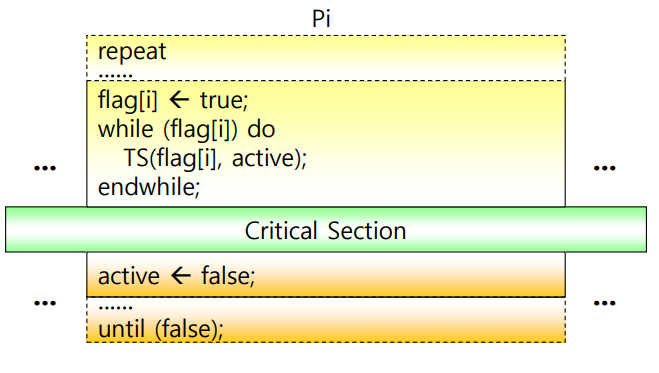 Pi
repeat
......
flag[i] ← true;
while (flag[i]) do
TS(flag[i], active);
endwhile;
... ...
Critical Section
active ← false;
... ...
......
until (false);